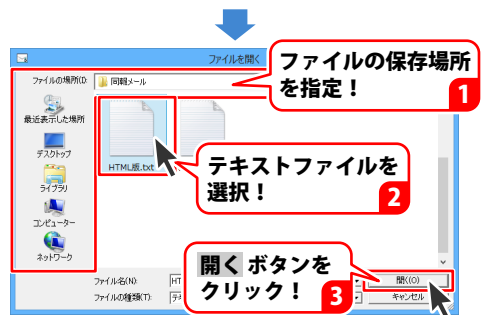 ファイルを開く
ファイルの保存場所
を指定！
1
ファイルの場所(I):
同報メール
最近表示した場所
デスクトップ
ライブラリ
コンピューター
ネットワーク
HTML版.txt
テキストファイルを
選択！
2
開く ボタンを
クリック！
3
ファイル名(N):
HT
開く(O)
ファイルの種類(T):
テキ
キャンセル